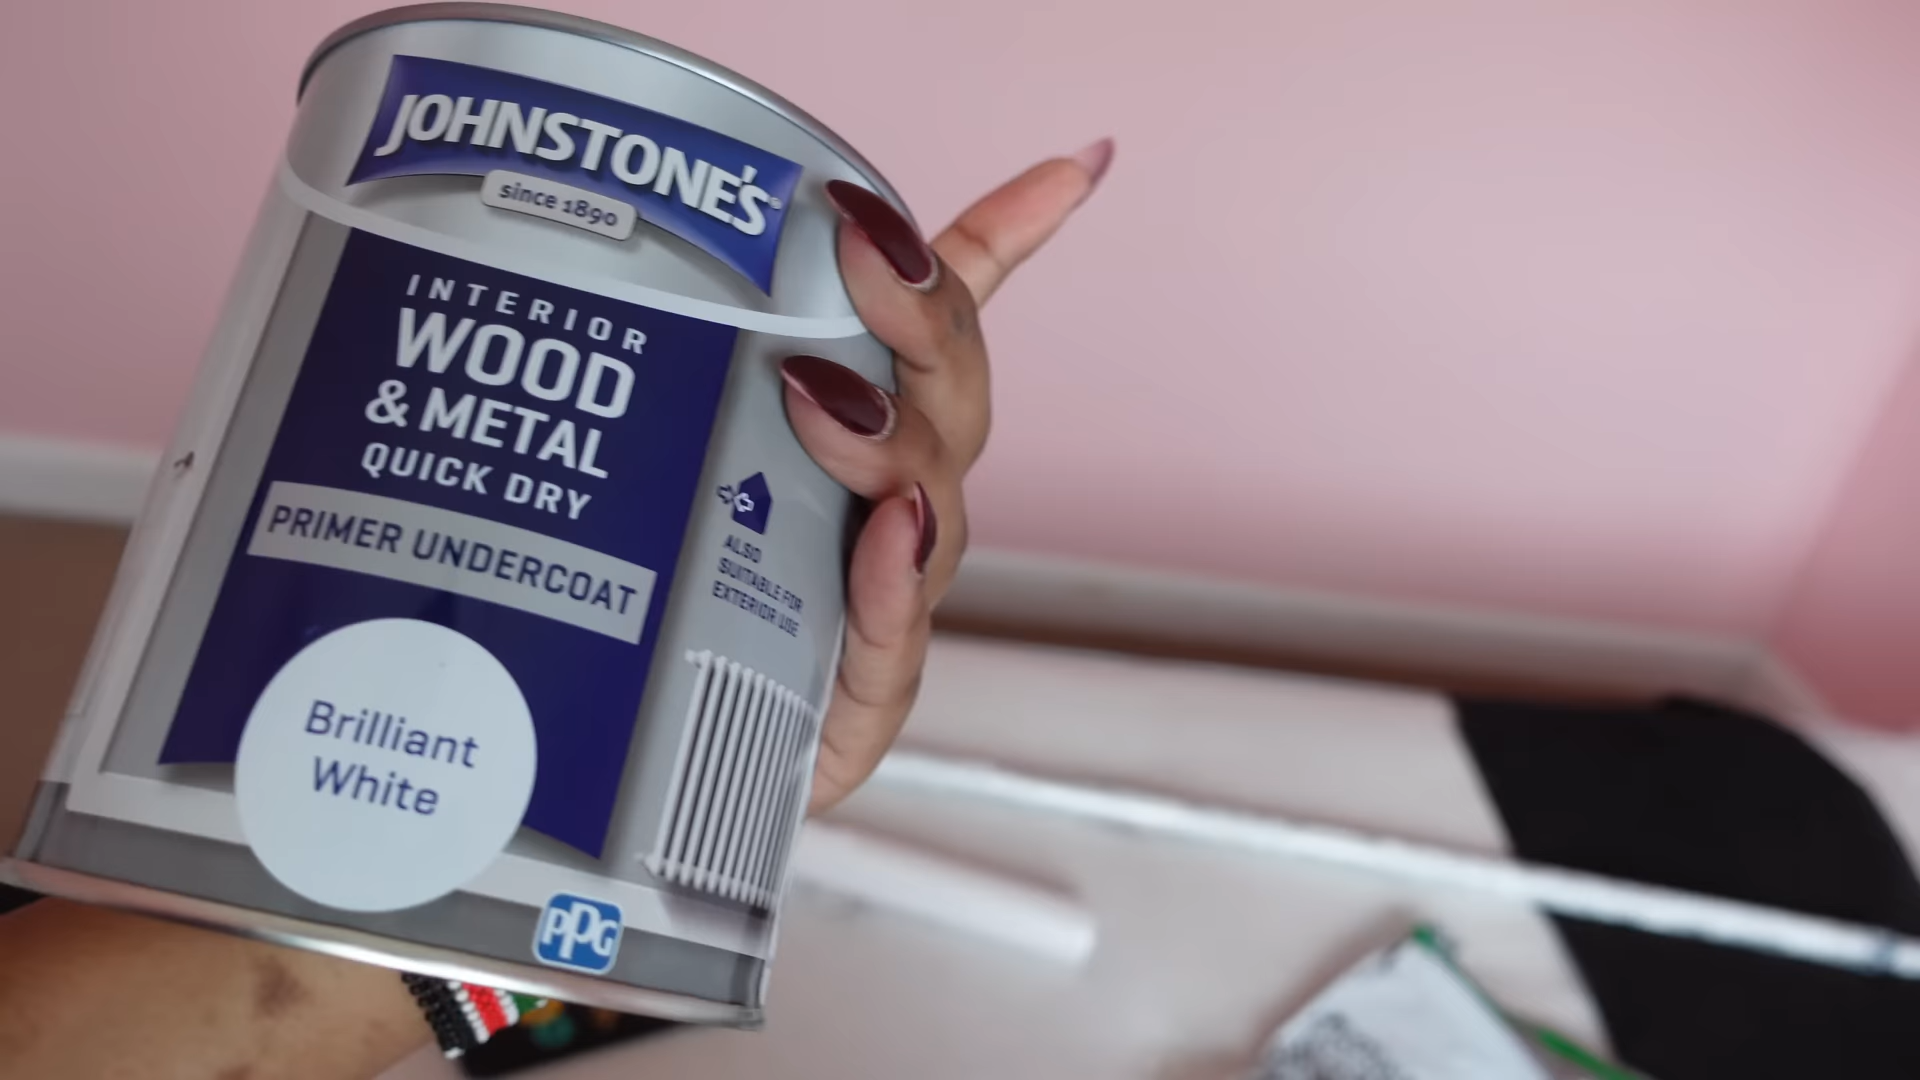 JOHNSTONE'S®
since 1890
INTERIOR
WOOD
& METAL
QUICK DRY
PRIMER UNDERCOAT
ALSO
SUITABLE FOR
EXTERIOR USE
Brilliant
White
PPG